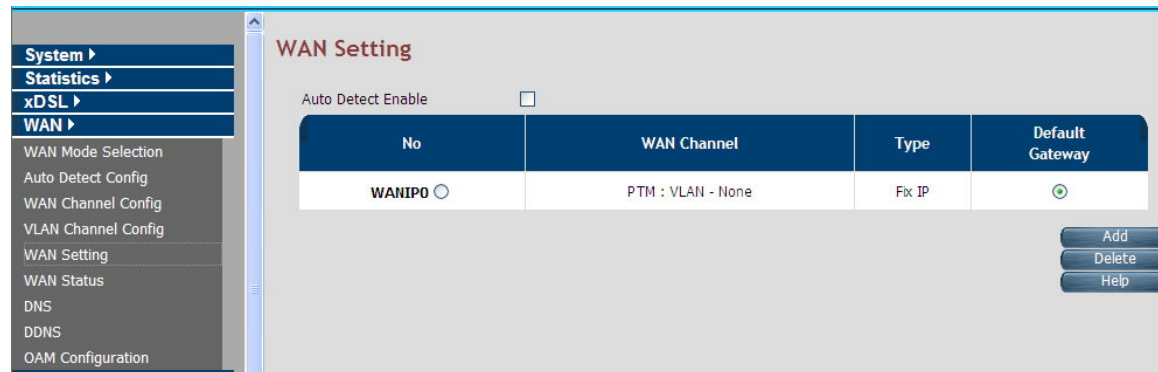 System
Statistics
xDSL
WAN
WAN Mode Selection
Auto Detect Config
WAN Channel Config
VLAN Channel Config
WAN Setting
WAN Status
DNS
DDNS
OAM Configuration
WAN Setting
Auto Detect Enable
No WAN Channel Type Default Gateway
WANIP0 PTM : VLAN - None Fix IP
Add
Delete
Help